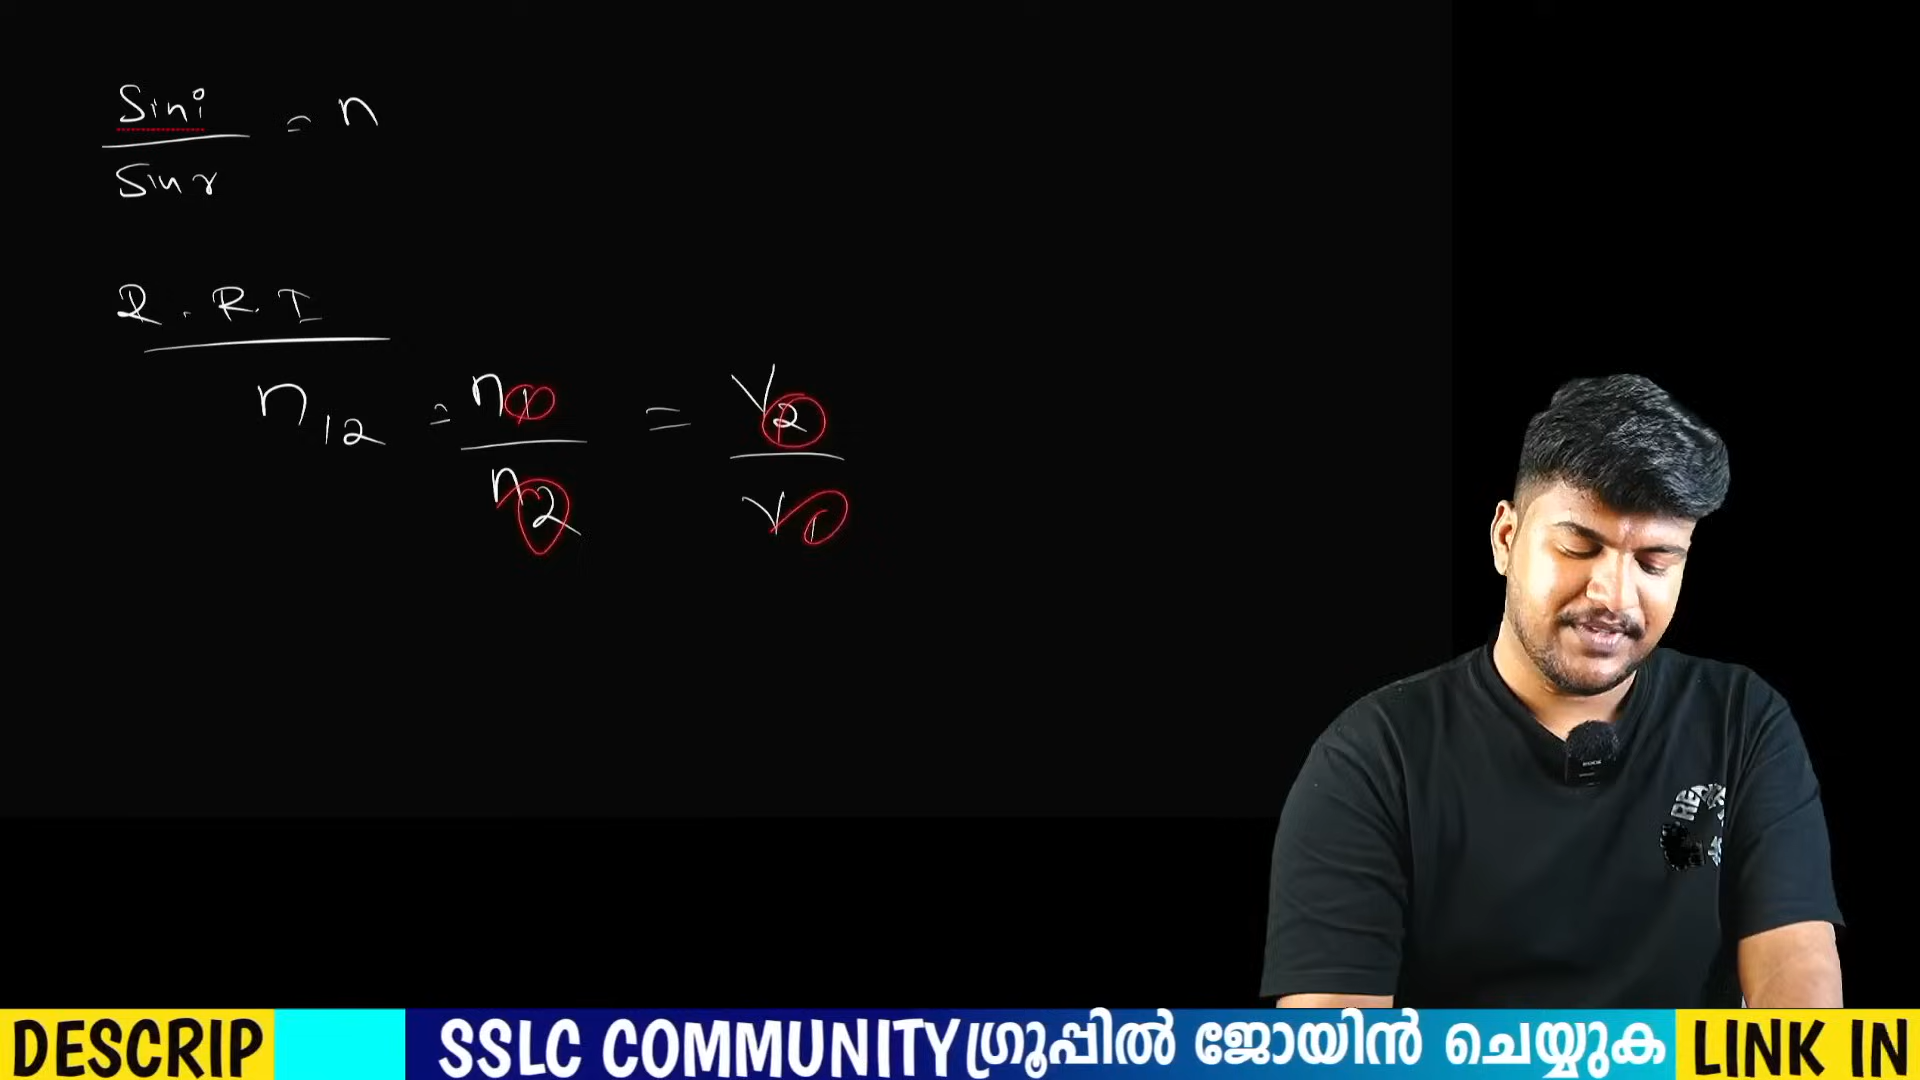 Sin i / Sin r = n
R.R.I
n12 = n1 / n2 = v2 / v1
DESCRIP SSLC COMMUNITY ഗ്രൂപ്പിൽ ജോയിൻ ചെയ്യുക LINK IN